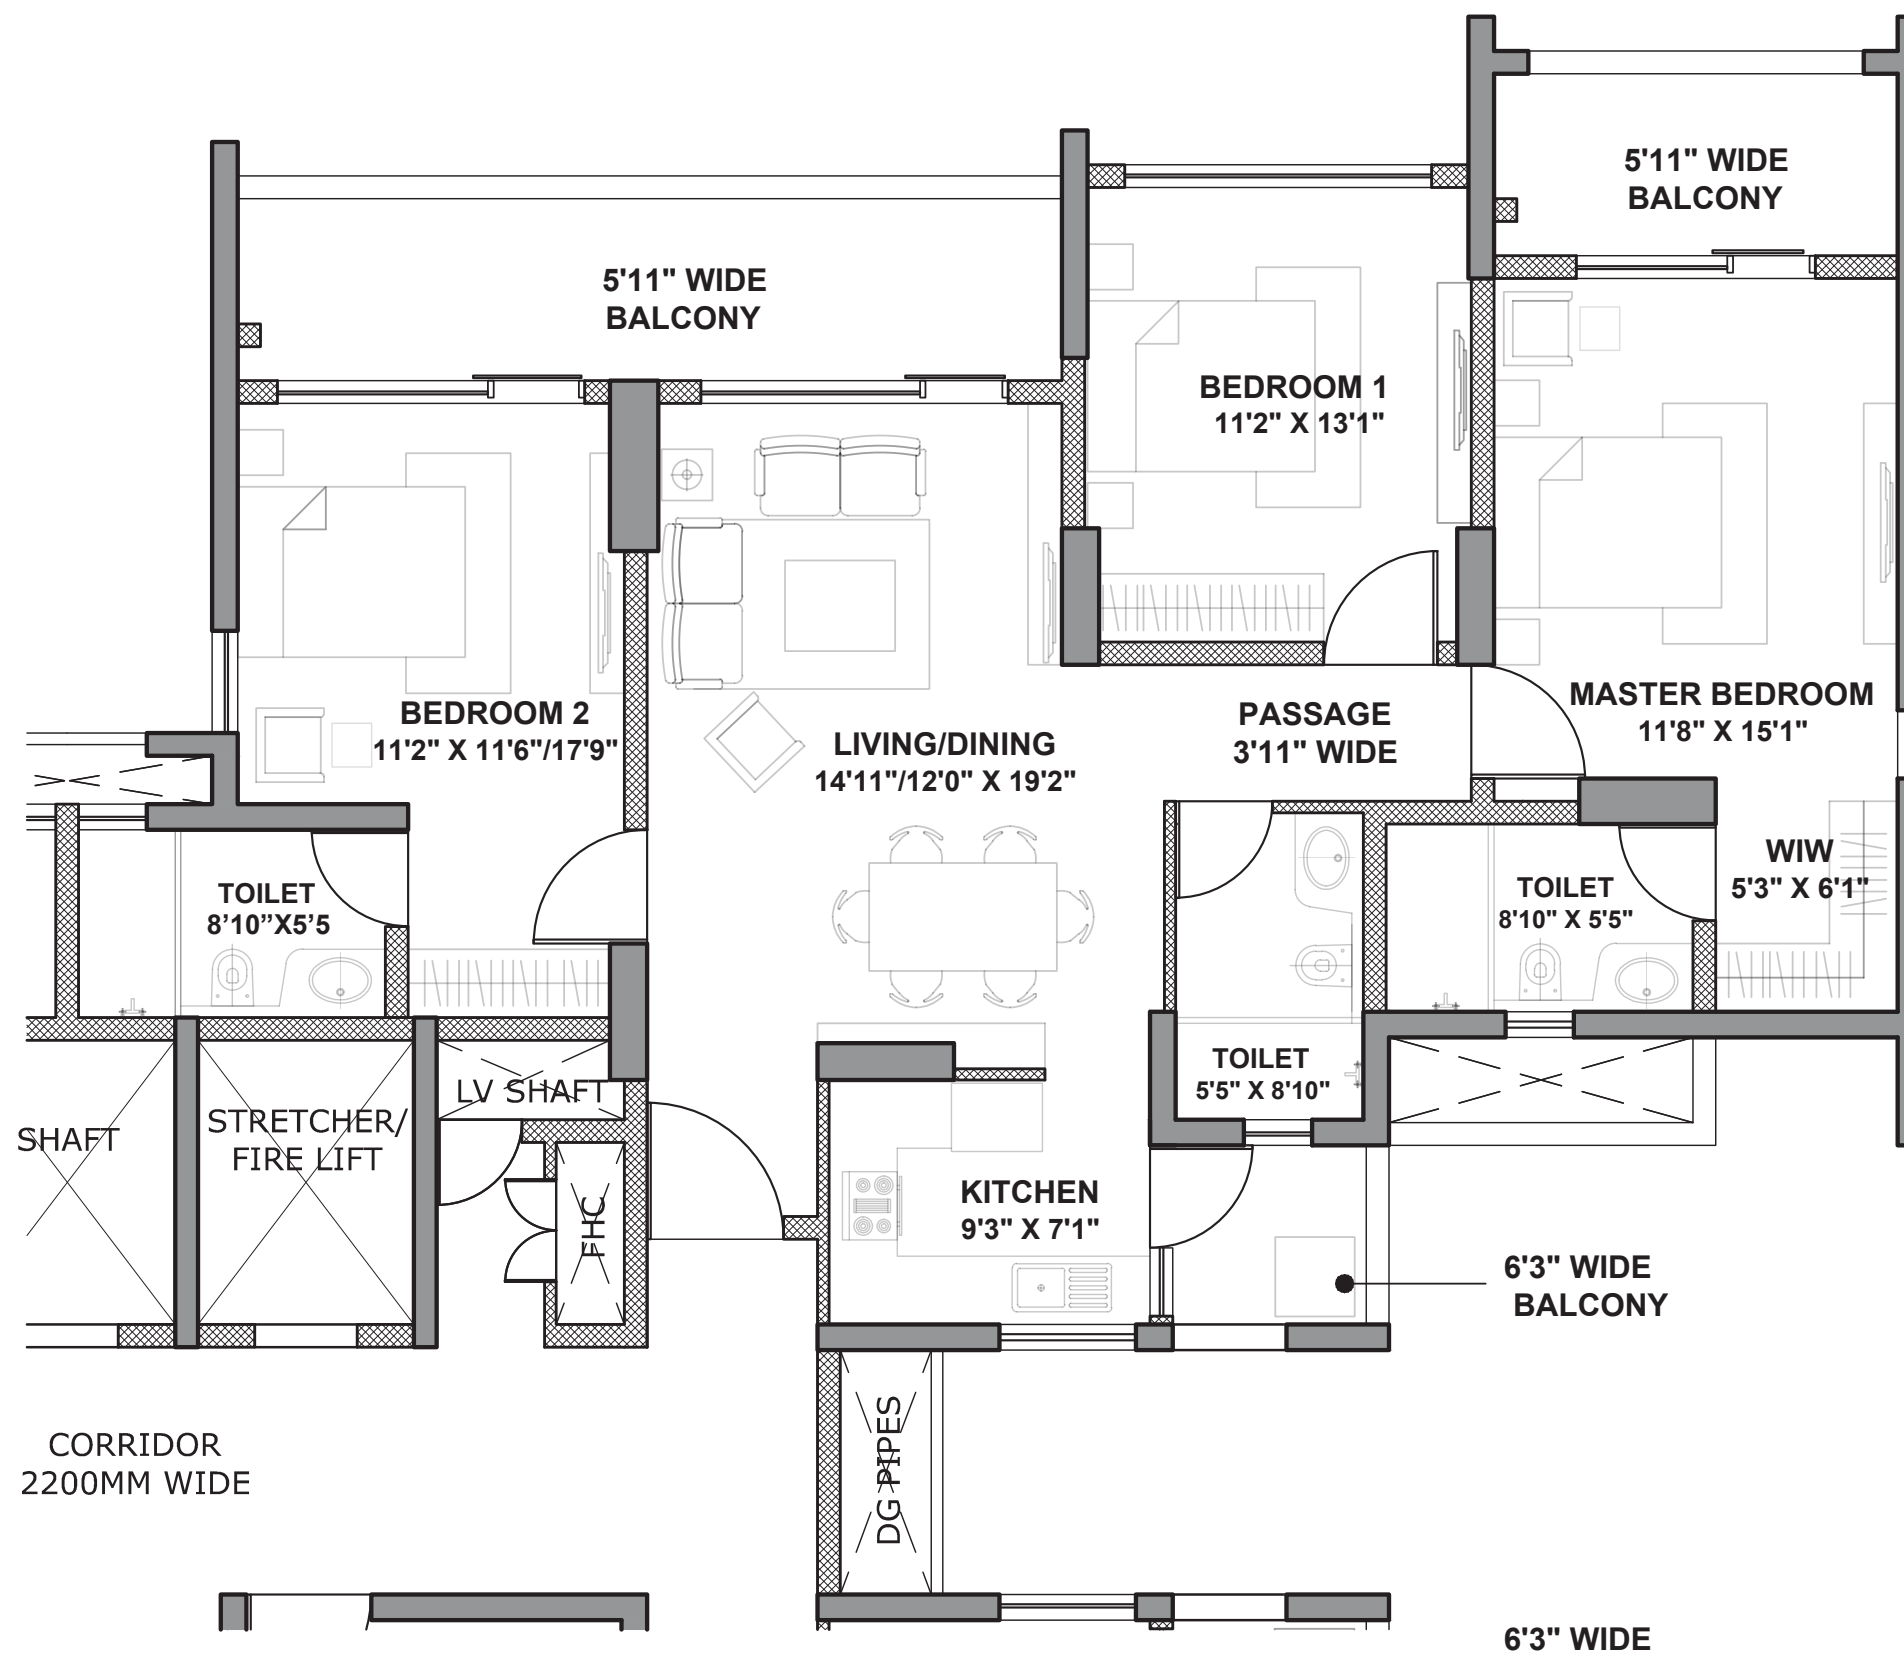 5'11" WIDE
BALCONY
5'11" WIDE
BALCONY
BEDROOM 1
11'2" X 13'1"
BEDROOM 2
11'2" X 11'6"/17'9"
LIVING/DINING
14'11"/12'0" X 19'2"
PASSAGE
3'11" WIDE
MASTER BEDROOM
11'8" X 15'1"
TOILET
8’10”X5’5
TOILET
8'10" X 5'5"
WIW
5'3" X 6'1"
TOILET
5'5" X 8'10"
LV SHAFT
SHAFT
STRETCHER/
FIRE LIFT
FHC
KITCHEN
9'3" X 7'1"
6'3" WIDE
BALCONY
CORRIDOR
2200MM WIDE
DG PIPES
6'3" WIDE